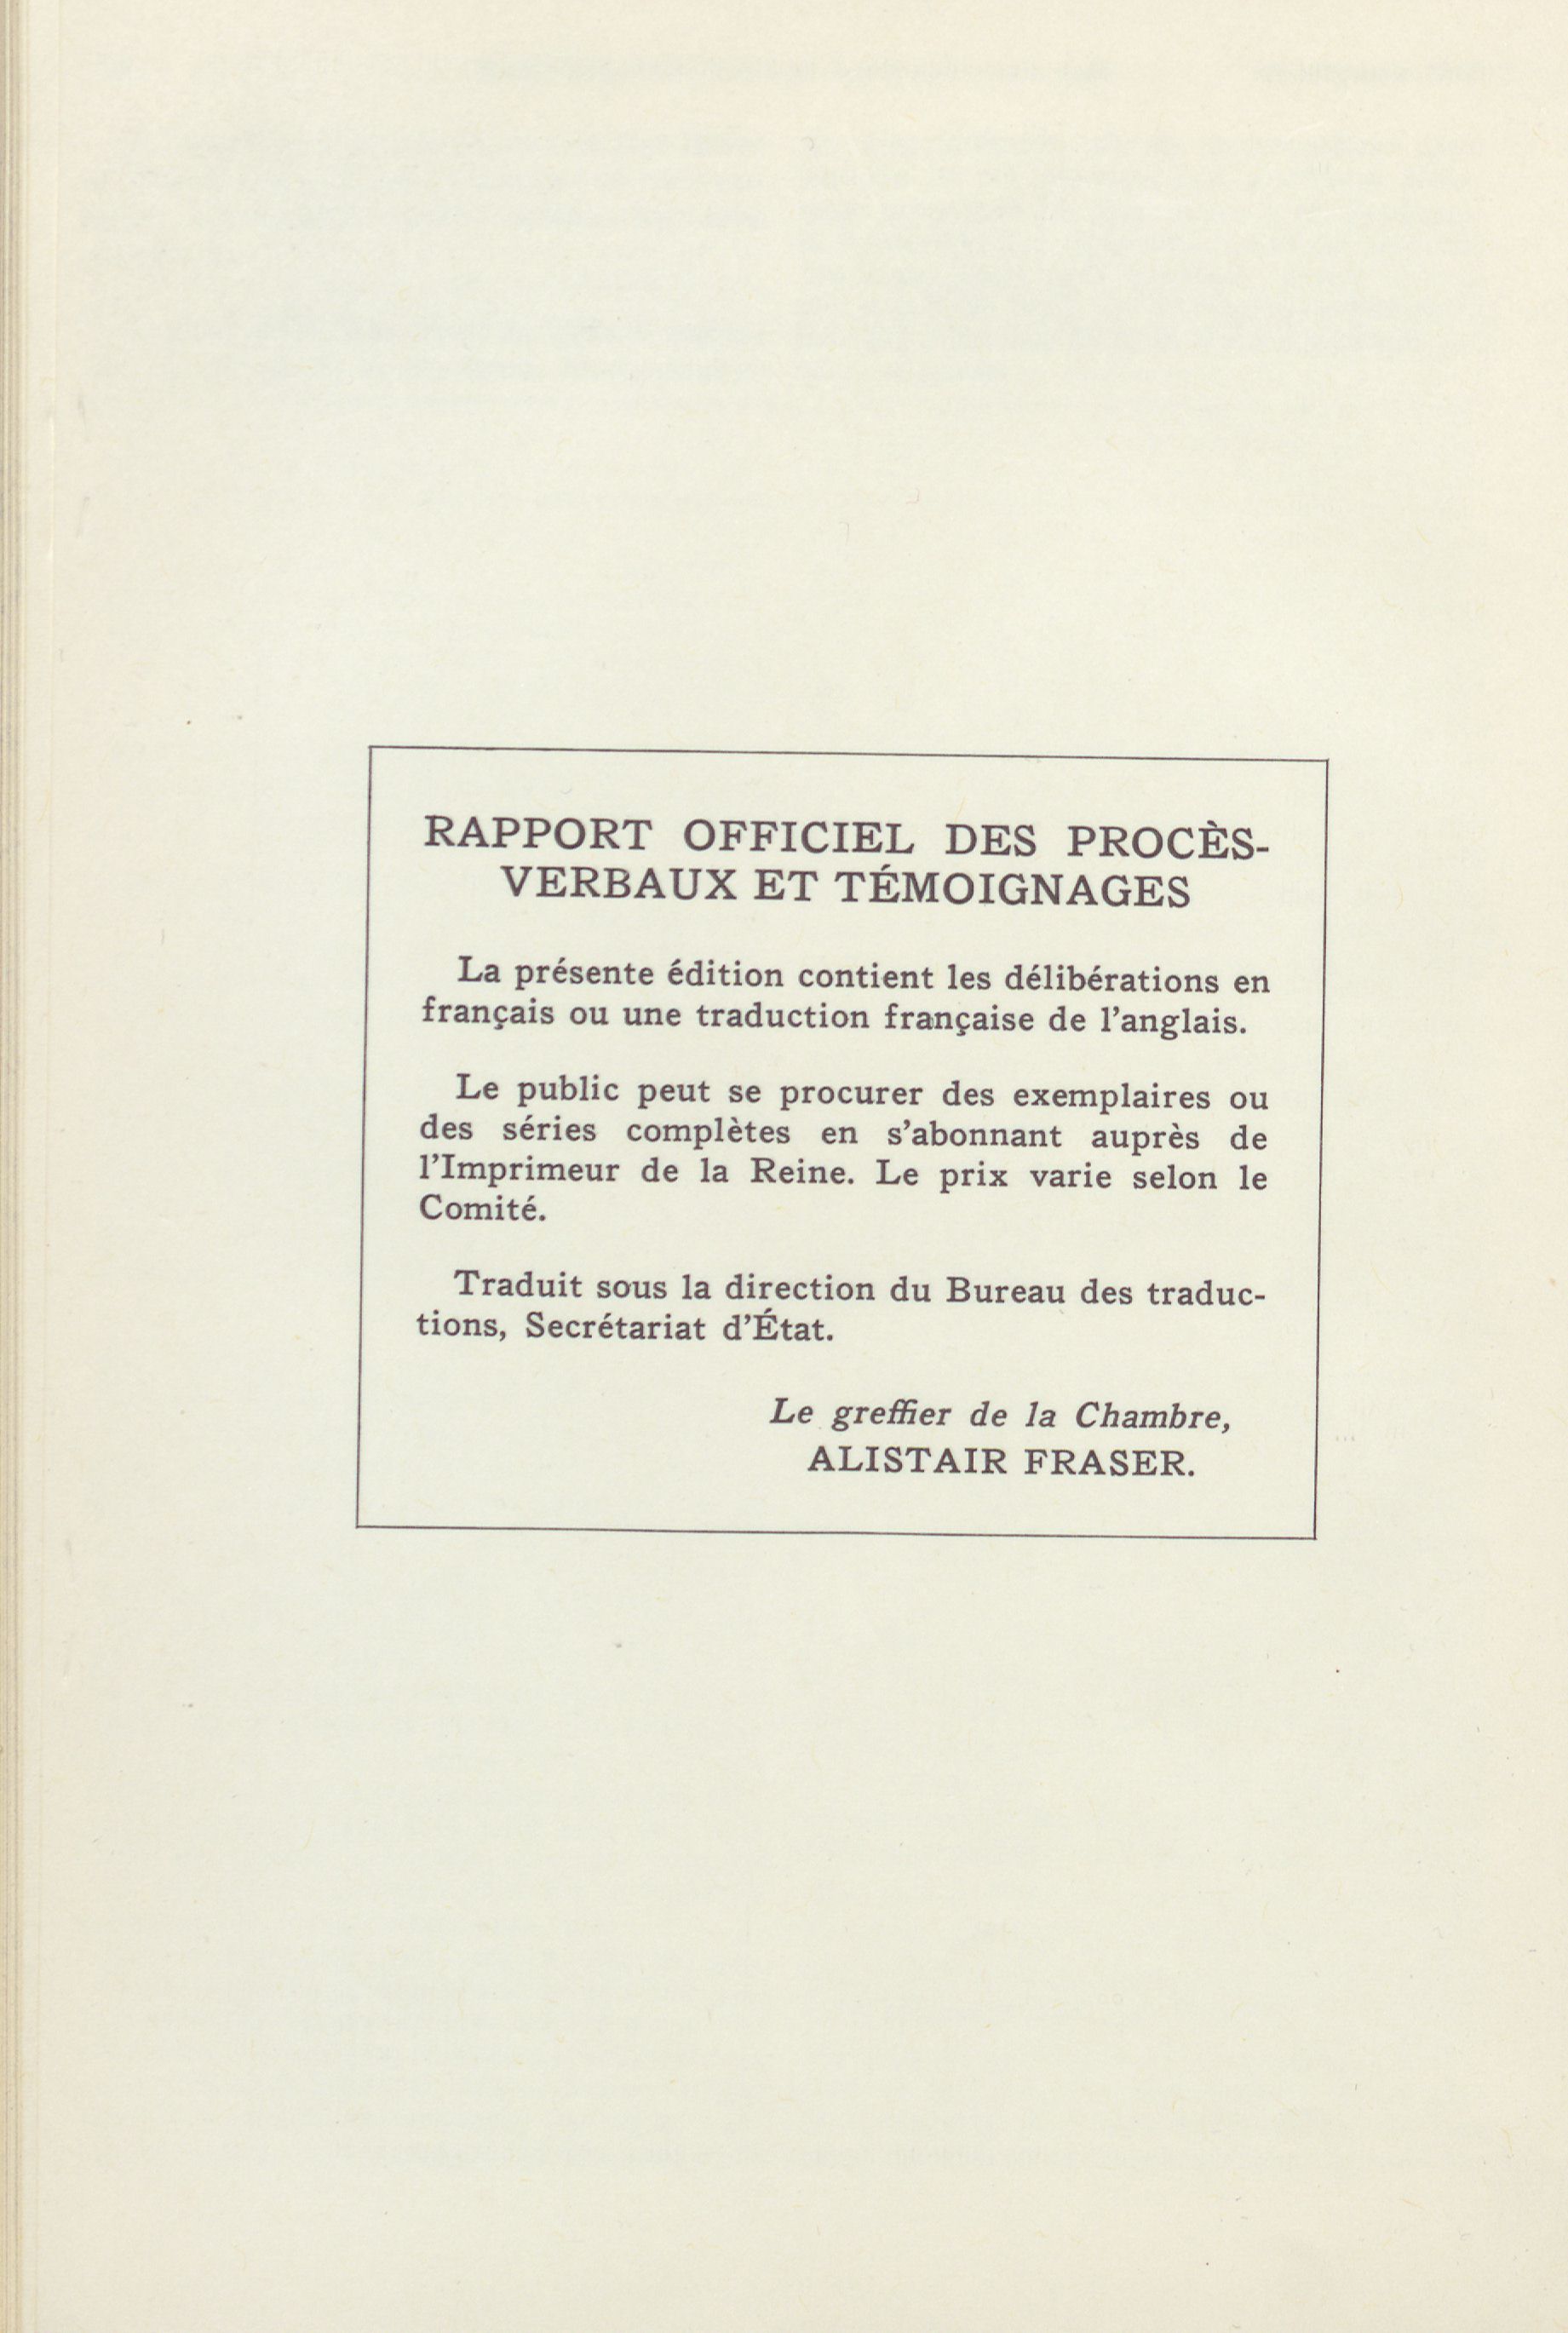 RAPPORT OFFICIEL DES PROCÈS-
VERBAUX ET TÉMOIGNAGES
La présente édition contient les délibérations en
français ou une traduction française de l'anglais.
Le public peut se procurer des exemplaires ou
des séries complètes en s'abonnant auprès de
l'Imprimeur de la Reine. Le prix varie selon le
Comité.
Traduit sous la direction du Bureau des traduc-
tions, Secrétariat d'État.
Le greffier de la Chambre,
ALISTAIR FRASER.